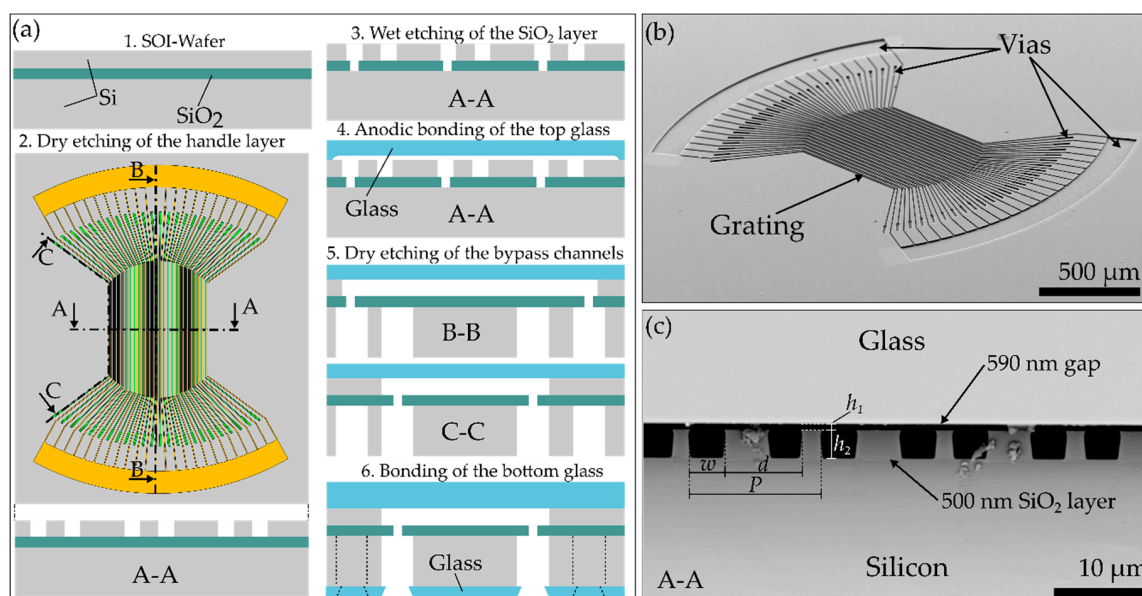 (a)
1. SOI-Wafer
Si
SiO₂
2. Dry etching of the handle layer
B
C
A
A
C
B
A-A
3. Wet etching of the SiO₂ layer
A-A
4. Anodic bonding of the top glass
Glass
A-A
5. Dry etching of the bypass channels
B-B
C-C
6. Bonding of the bottom glass
Glass
(b)
Vias
Grating
500 µm
(c)
Glass
590 nm gap
h₁
h₂
w
d
P
500 nm SiO₂ layer
Silicon
A-A
10 µm